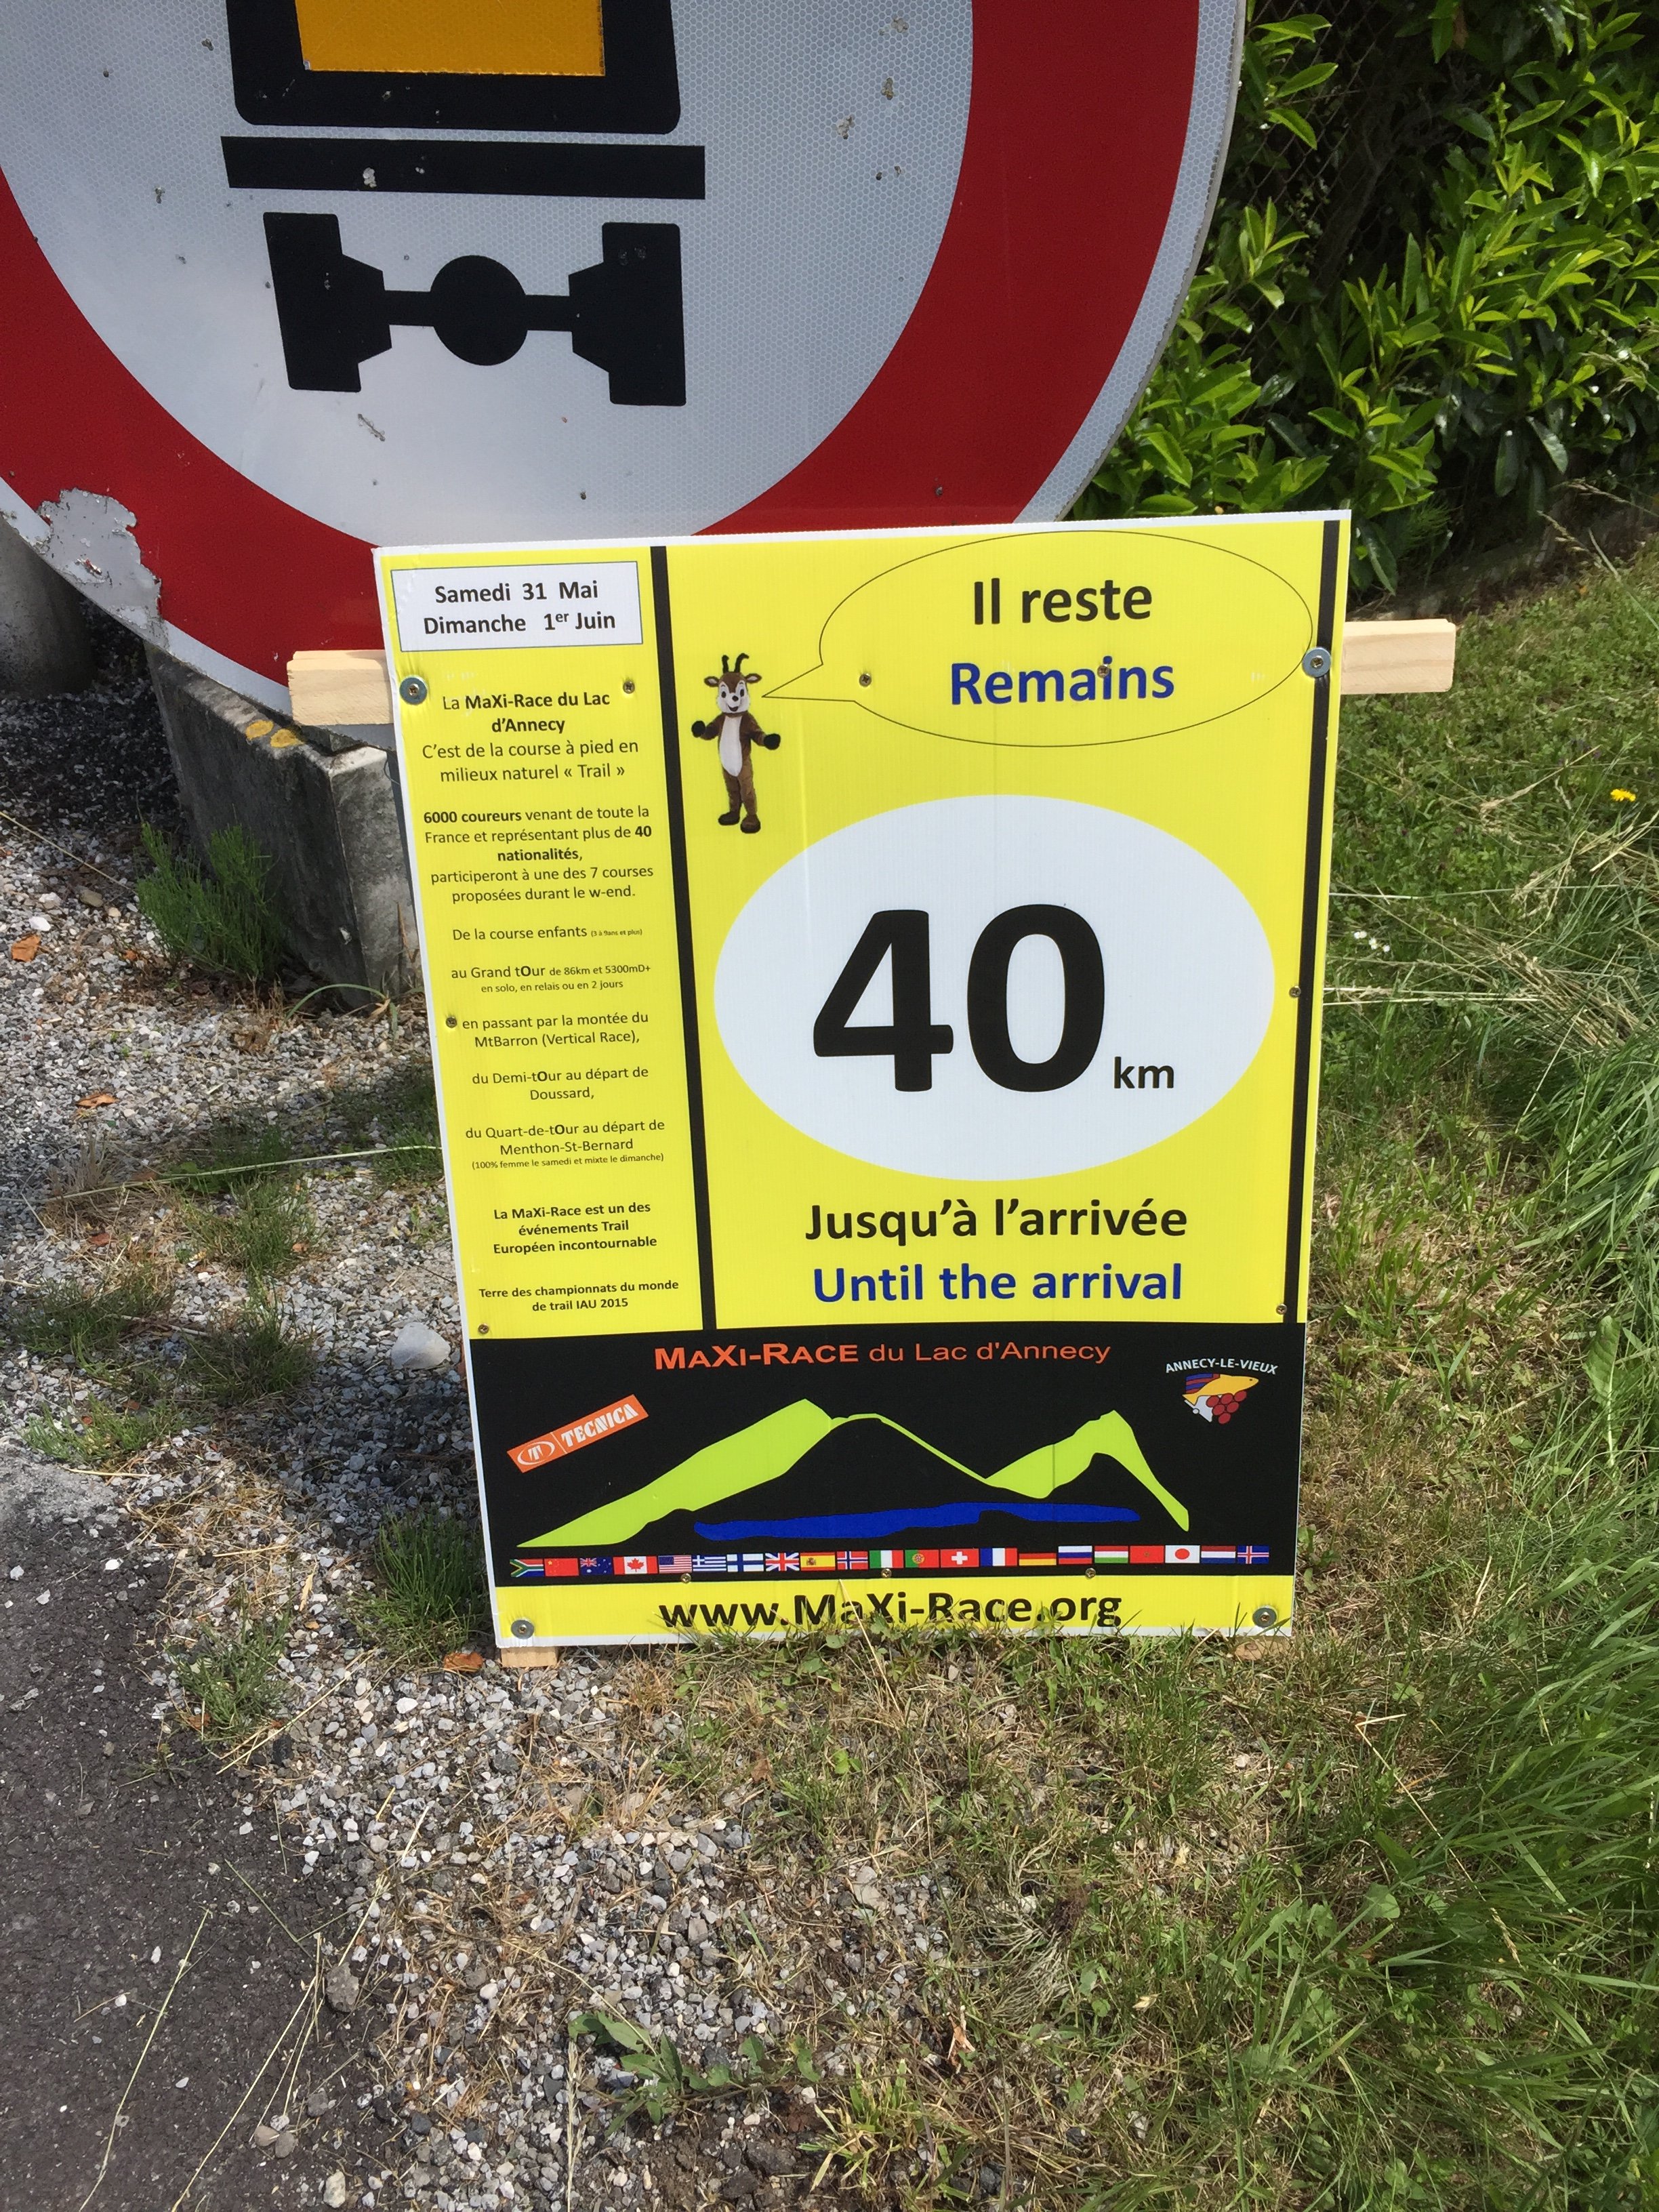 Samedi 31 Mai
Dimanche 1er Juin
La MaXi-Race du Lac
d'Annecy
C'est de la course à pied en
milieux naturel « Trail »
6000 coureurs venant de toute la
France et représentant plus de 40
nationalités,
participeront à une des 7 courses
proposées durant le w-end.
De la course enfants (3 à 9ans et plus)
au Grand tOur de 86km et 5300mD+
en solo, en relais ou en 2 jours
en passant par la montée du
MtBarron (Vertical Race),
du Demi-tOur au départ de
Doussard,
du Quart-de-tOur au départ de
Menthon-St-Bernard
(100% femme le samedi et mixte le dimanche)
La MaXi-Race est un des
événements Trail
Européen incontournable
Terre des championnats du monde
de trail IAU 2015
Il reste
Remains
40 km
Jusqu'à l'arrivée
Until the arrival
MAXI-RACE du Lac d'Annecy
ANNECY-LE-VIEUX
T TECNICA
www.MaXi-Race.org